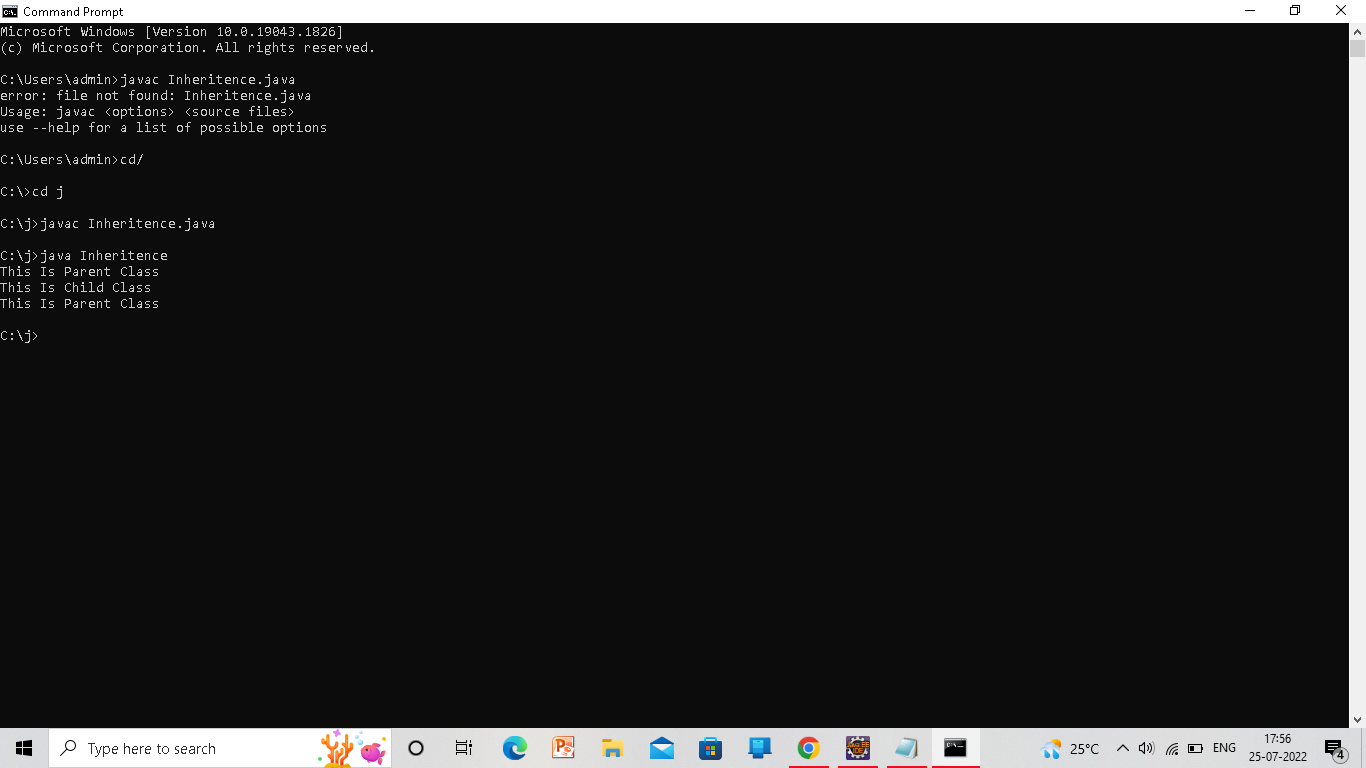 Command Prompt
Microsoft Windows [Version 10.0.19043.1826]
(c) Microsoft Corporation. All rights reserved.
C:\Users\admin>javac Inheritence.java
error: file not found: Inheritence.java
Usage: javac <options> <source files>
use --help for a list of possible options
C:\Users\admin>cd/
C:\>cd j
C:\j>javac Inheritence.java
C:\j>java Inheritence
This Is Parent Class
This Is Child Class
This Is Parent Class
C:\j>
Type here to search
25°C
ENG
17:56
25-07-2022
4